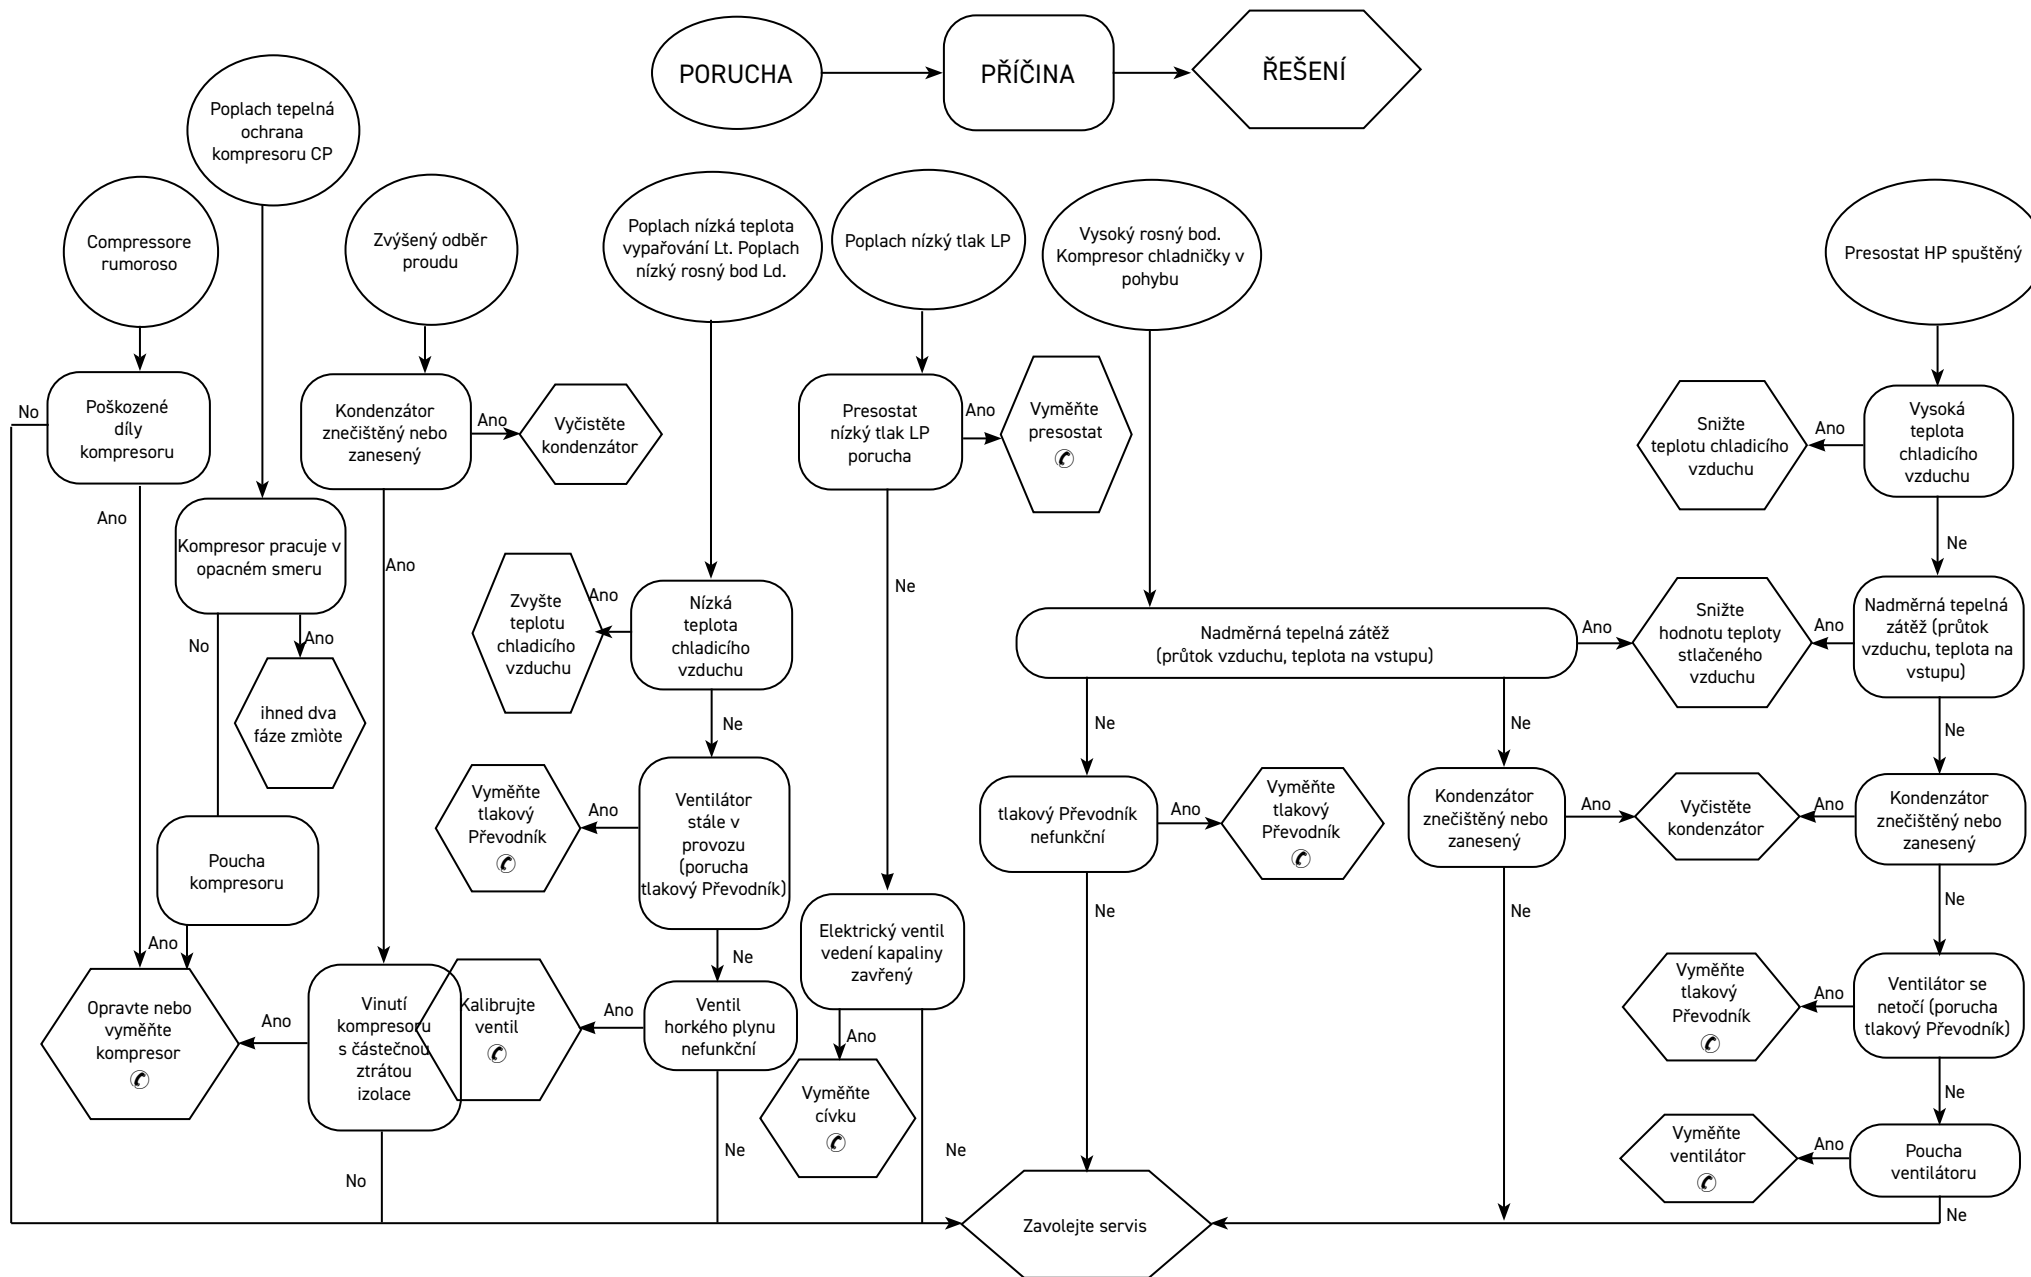 PORUCHA
PŘÍČINA
ŘEŠENÍ
Poplach tepelná
ochrana
kompresoru CP
Compressore
rumoroso
Zvýšený odběr
proudu
Poplach nízká teplota
vypařování Lt. Poplach
nízký rosný bod Ld.
Poplach nízký tlak LP
Vysoký rosný bod.
Kompresor chladničky v
pohybu
Presostat HP spuštěný
No
Poškozené
díly
kompresoru
Kondenzátor
znečištěný nebo
zanesený
Ano
Vyčistěte
kondenzátor
Presostat
nízký tlak LP
porucha
Ano
Vyměňte
presostat
✆
Snižte
teplotu chladicího
vzduchu
Ano
Vysoká
teplota
chladicího
vzduchu
Ano
Kompresor pracuje v
opacném smeru
Ano
Ne
Ne
No
Ano
Zvyšte
teplotu
chladicího
vzduchu
Ano
Nízká
teplota
chladicího
vzduchu
Nadměrná tepelná zátěž
(průtok vzduchu, teplota na vstupu)
Ano
Snižte
hodnotu teploty
stlačeného
vzduchu
Ano
Nadměrná tepelná
zátěž (průtok
vzduchu, teplota na
vstupu)
ihned dva
fáze zmìòte
Ne
Ne
Ne
Ne
Vyměňte
tlakový
Převodník
✆
Ano
Ventilátor
stále v
provozu
(porucha
tlakový Převodník)
tlakový Převodník
nefunkční
Ano
Vyměňte
tlakový
Převodník
✆
Kondenzátor
znečištěný nebo
zanesený
Ano
Vyčistěte
kondenzátor
Ano
Kondenzátor
znečištěný nebo
zanesený
Poucha
kompresoru
Ne
Ne
Ne
Ano
Ne
Elektrický ventil
vedení kapaliny
zavřený
Opravte nebo
vyměňte
kompresor
✆
Ano
Vinutí
kompresoru
s částečnou
ztrátou
izolace
Kalibrujte
ventil
✆
Ano
Ventil
horkého plynu
nefunkční
Vyměňte
tlakový
Převodník
✆
Ano
Ventilátor se
netočí (porucha
tlakový Převodník)
Ano
Vyměňte
cívku
✆
Ne
Ne
Ne
Vyměňte
ventilátor
✆
Ano
Poucha
ventilátoru
No
Zavolejte servis
Ne